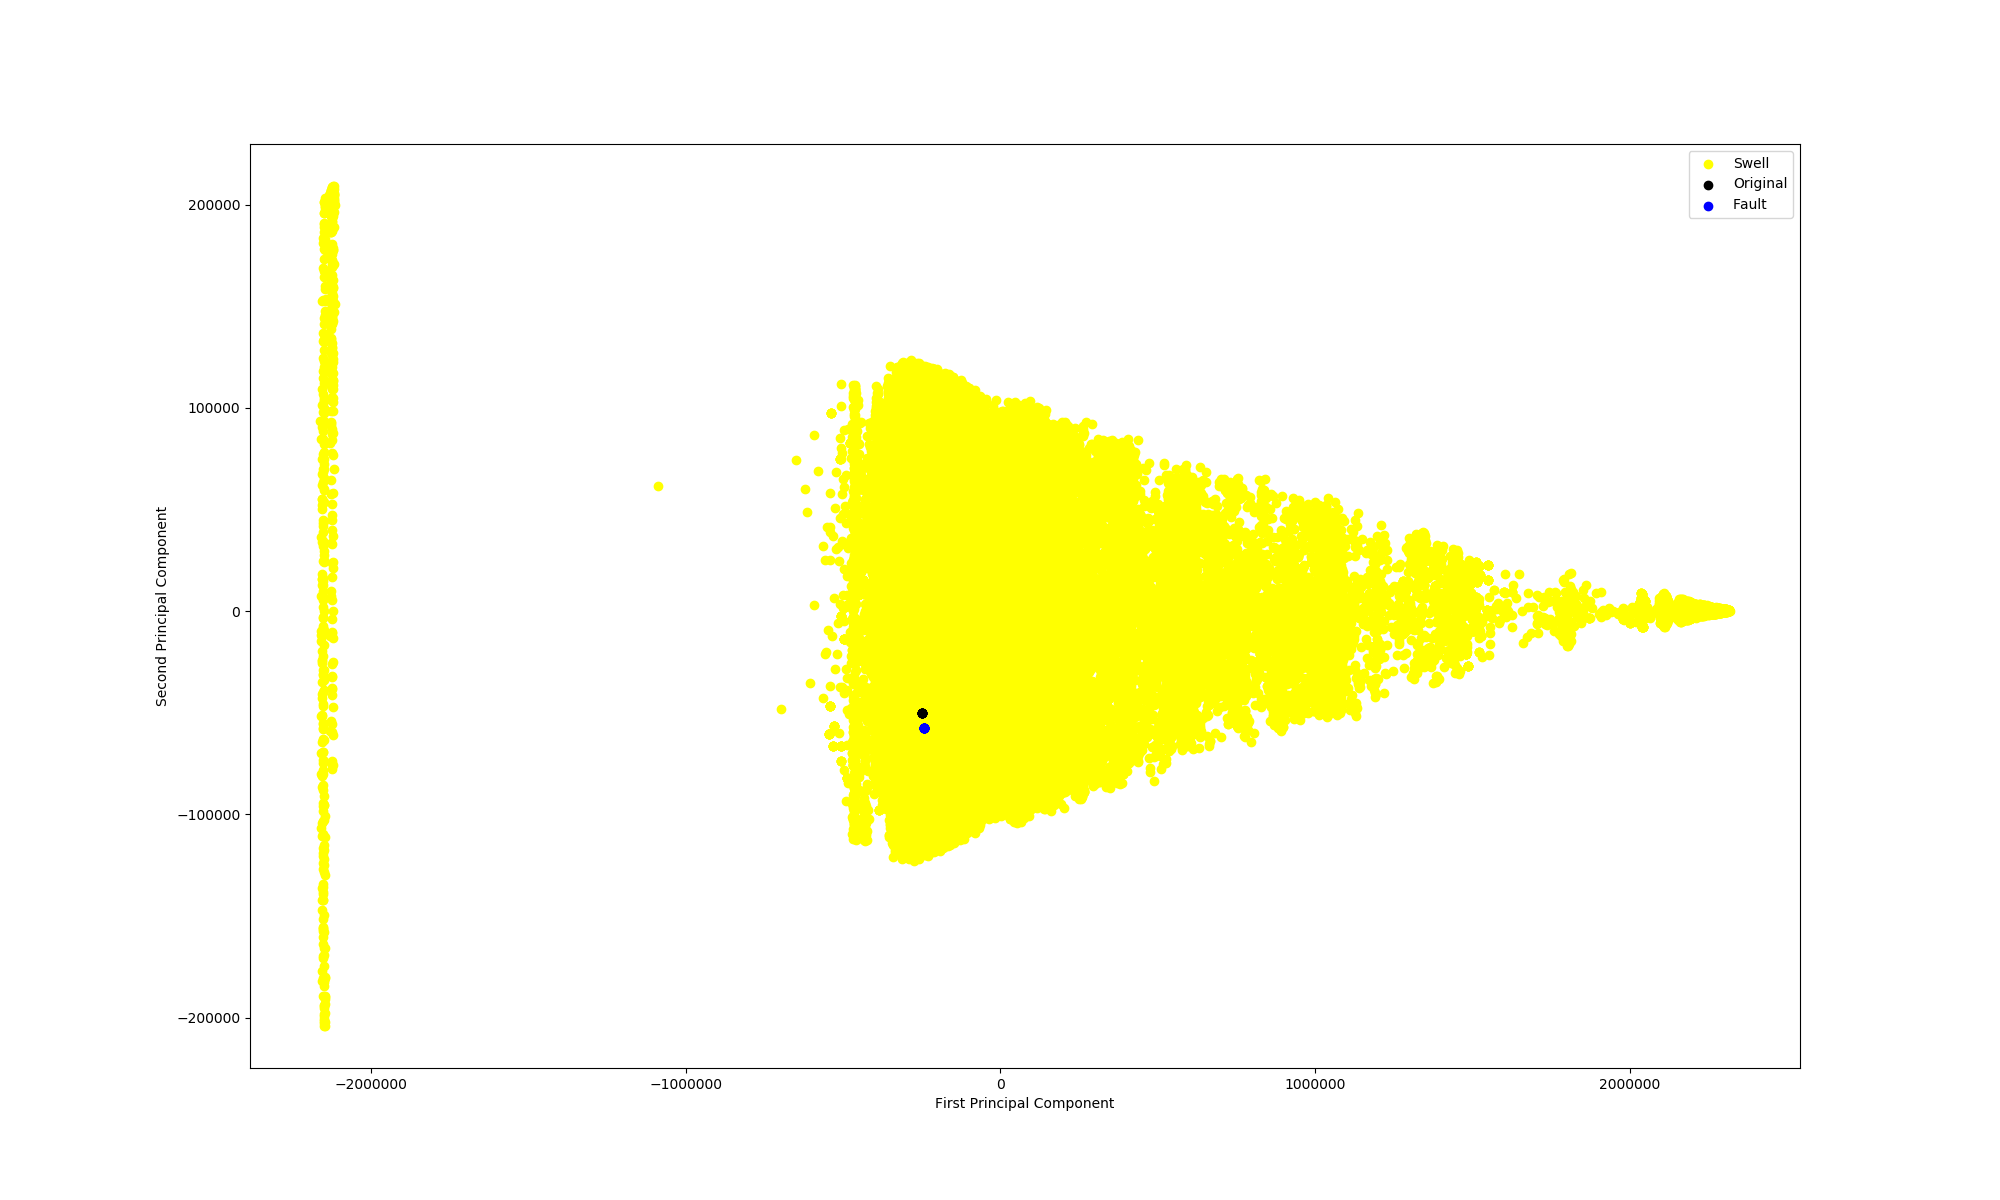 Swell
Original
Fault
200000
100000
0
−100000
−200000
Second Principal Component
−2000000
−1000000
0
1000000
2000000
First Principal Component